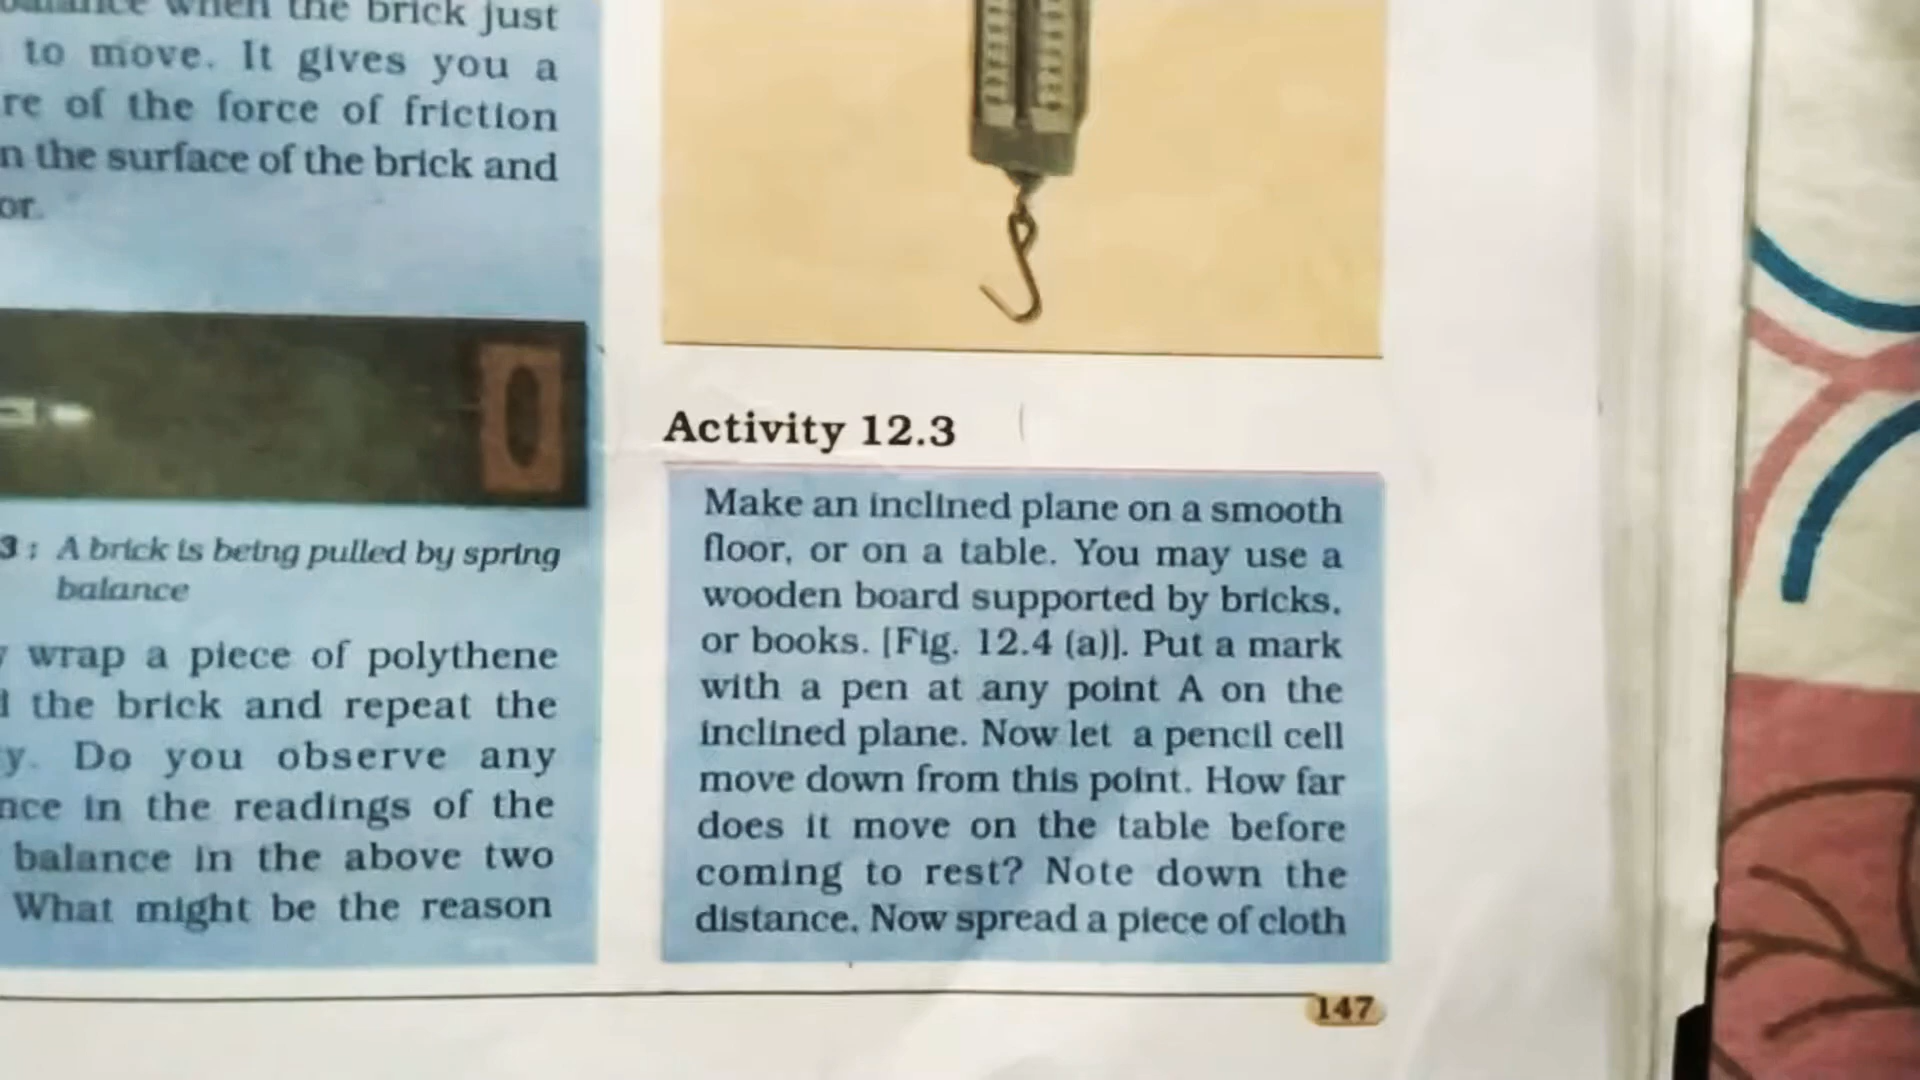 balance when the brick just
to move. It gives you a
re of the force of friction
n the surface of the brick and
or.
3 : A brick is being pulled by spring
balance
wrap a piece of polythene
the brick and repeat the
y. Do you observe any
nce in the readings of the
balance in the above two
What might be the reason
Activity 12.3
Make an inclined plane on a smooth
floor, or on a table. You may use a
wooden board supported by bricks,
or books. [Fig. 12.4 (a)]. Put a mark
with a pen at any point A on the
inclined plane. Now let a pencil cell
move down from this point. How far
does it move on the table before
coming to rest? Note down the
distance. Now spread a piece of cloth
147